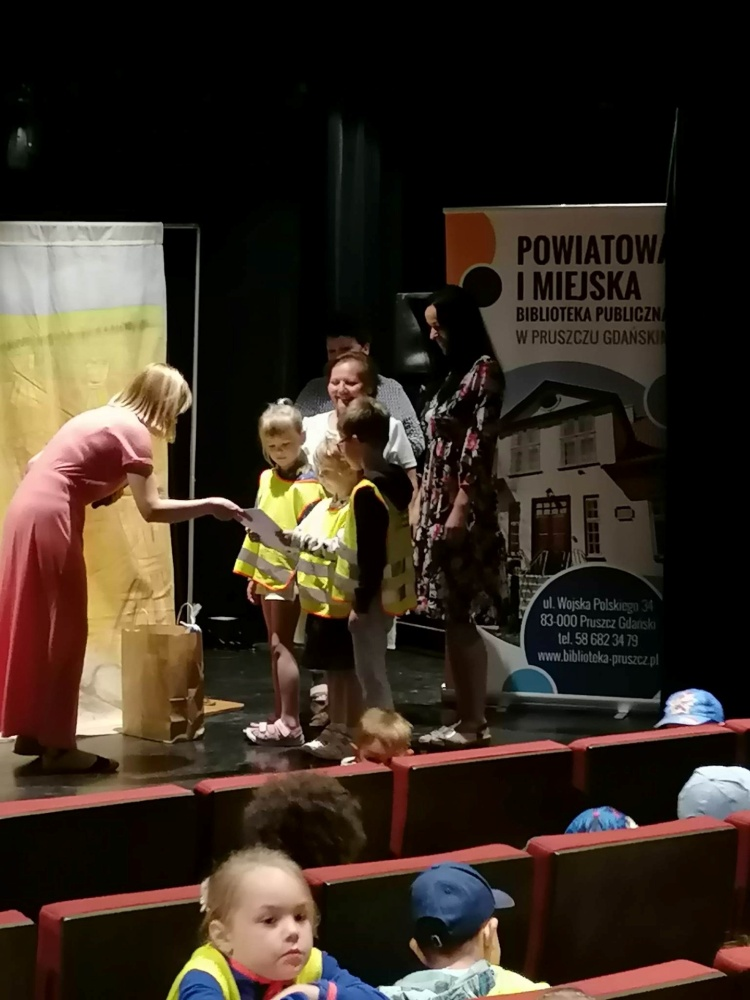 POWIATOWA
I MIEJSKA
BIBLIOTEKA PUBLICZNA
W PRUSZCZU GDAŃSKIM
ul. Wojska Polskiego 34
83-000 Pruszcz Gdański
tel. 58 682 34 79
www.biblioteka-pruszcz.pl